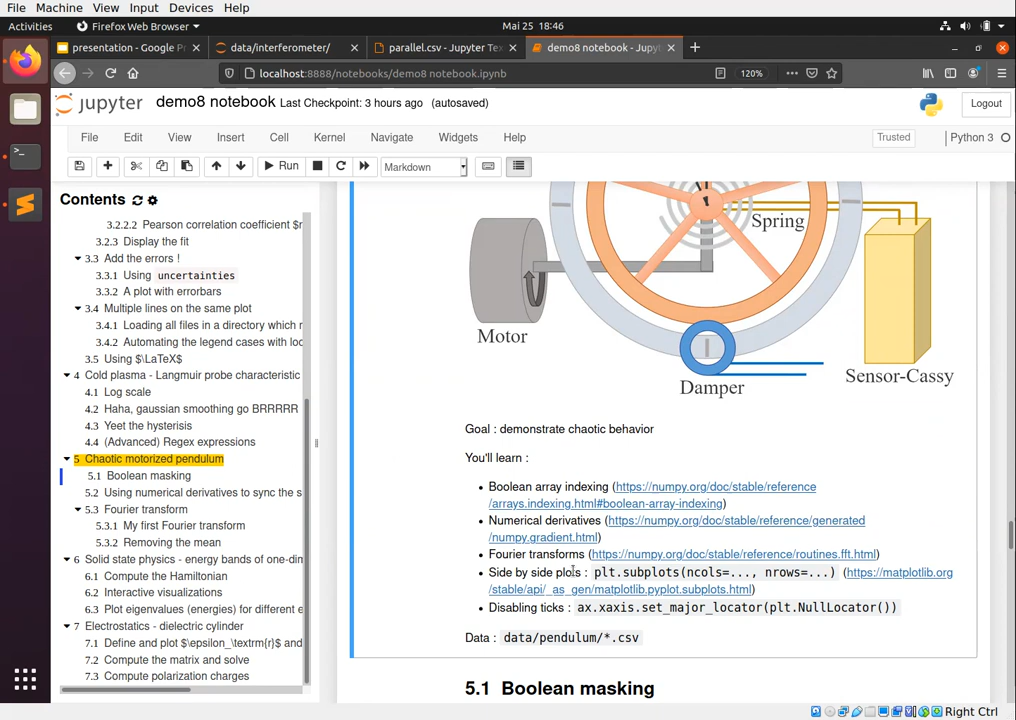 File Machine View Input Devices Help
Activities Firefox Web Browser Mai 25 18:46
presentation - Google Pr data/interferometer/ parallel.csv - Jupyter Tex demo8 notebook - Jupyt
localhost:8888/notebooks/demo8 notebook.ipynb 120%
jupyter demo8 notebook Last Checkpoint: 3 hours ago (autosaved) Logout
File Edit View Insert Cell Kernel Navigate Widgets Help Trusted Python 3
Run Markdown
Contents
3.2.2.2 Pearson correlation coefficient $r
3.2.3 Display the fit
3.3 Add the errors !
3.3.1 Using uncertainties
3.3.2 A plot with errorbars
3.4 Multiple lines on the same plot
3.4.1 Loading all files in a directory which r
3.4.2 Automating the legend cases with loc
3.5 Using $\LaTeX$
4 Cold plasma - Langmuir probe characteristic
4.1 Log scale
4.2 Haha, gaussian smoothing go BRRRRR
4.3 Yeet the hysterisis
4.4 (Advanced) Regex expressions
5 Chaotic motorized pendulum
5.1 Boolean masking
5.2 Using numerical derivatives to sync the s
5.3 Fourier transform
5.3.1 My first Fourier transform
5.3.2 Removing the mean
6 Solid state physics - energy bands of one-dir
6.1 Compute the Hamiltonian
6.2 Interactive visualizations
6.3 Plot eigenvalues (energies) for different e
7 Electrostatics - dielectric cylinder
7.1 Define and plot $\epsilon_\textrm{r}$ and
7.2 Compute the matrix and solve
7.3 Compute polarization charges
Spring
Motor
Damper
Sensor-Cassy
Goal : demonstrate chaotic behavior
You'll learn :
• Boolean array indexing (https://numpy.org/doc/stable/reference
/arrays.indexing.html#boolean-array-indexing)
• Numerical derivatives (https://numpy.org/doc/stable/reference/generated
/numpy.gradient.html)
• Fourier transforms (https://numpy.org/doc/stable/reference/routines.fft.html)
• Side by side plots : plt.subplots(ncols=..., nrows=...) (https://matplotlib.org
/stable/api/_as_gen/matplotlib.pyplot.subplots.html)
• Disabling ticks : ax.xaxis.set_major_locator(plt.NullLocator())
Data : data/pendulum/*.csv
5.1 Boolean masking
Right Ctrl